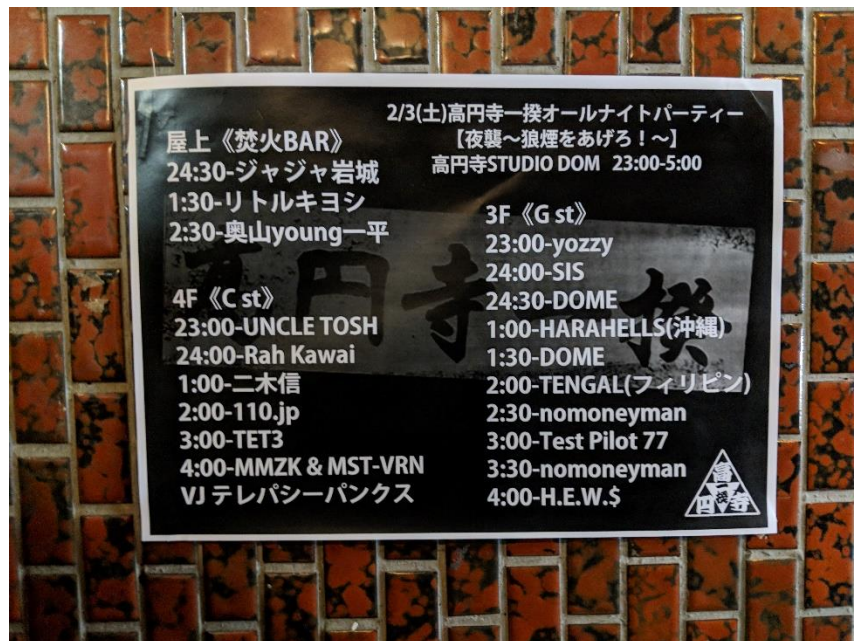 2/3(土)高円寺一揆オールナイトパーティー
【夜襲～狼煙をあげろ！～】
高円寺STUDIO DOM 23:00-5:00
屋上《焚火BAR》
24:30-ジャジャ岩城
1:30-リトルキヨシ
2:30-奥山young一平
4F《C st》
23:00-UNCLE TOSH
24:00-Rah Kawai
1:00-二木信
2:00-110.jp
3:00-TET3
4:00-MMZK & MST-VRN
VJ テレパシーパンクス
3F《G st》
23:00-yozzy
24:00-SIS
24:30-DOME
1:00-HARAHELLS(沖縄)
1:30-DOME
2:00-TENGAL(フィリピン)
2:30-nomoneyman
3:00-Test Pilot 77
3:30-nomoneyman
4:00-H.E.W.$
高円寺一揆
高
一揆
円寺